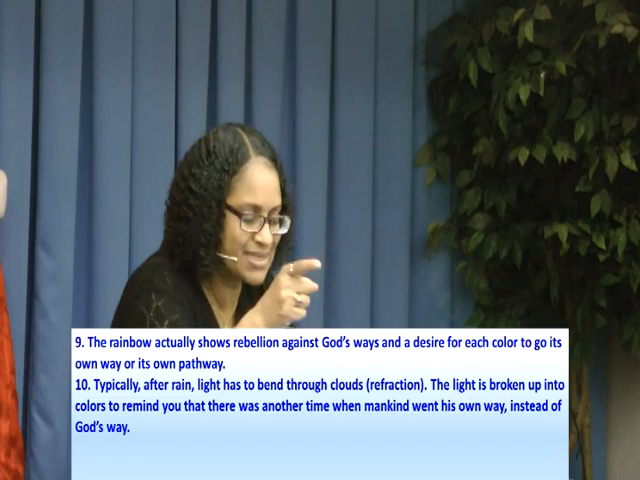 9. The rainbow actually shows rebellion against God's ways and a desire for each color to go its
own way or its own pathway.
10. Typically, after rain, light has to bend through clouds (refraction). The light is broken up into
colors to remind you that there was another time when mankind went his own way, instead of
God's way.